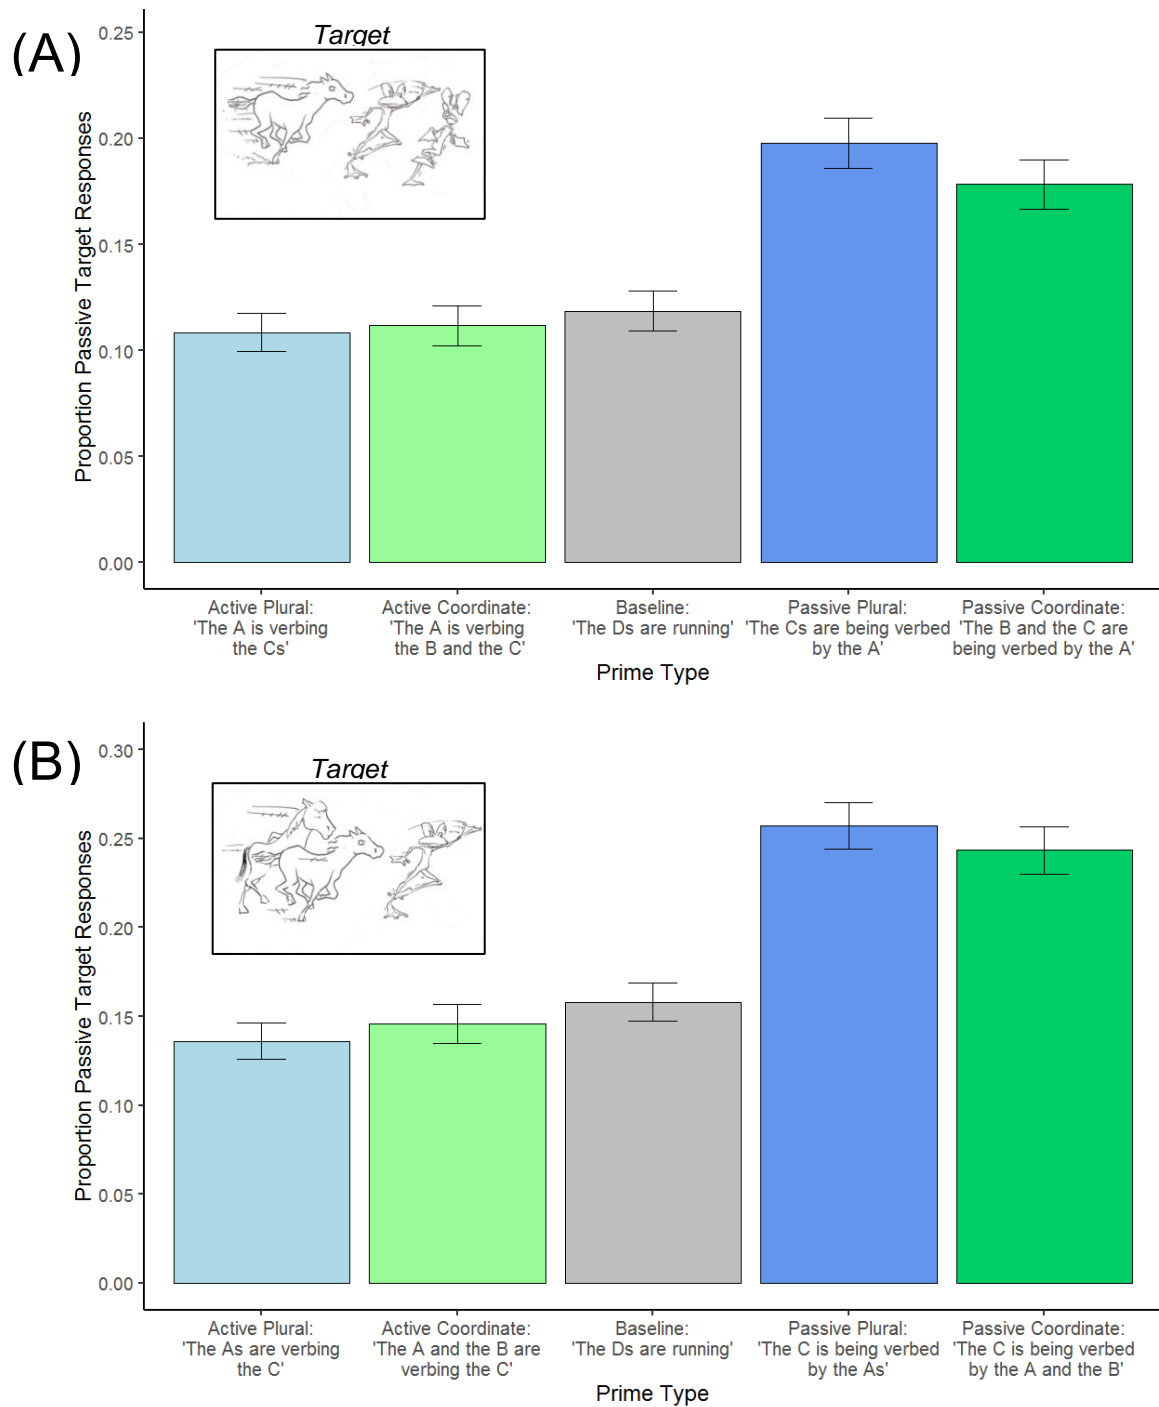 (A)
Target
Proportion Passive Target Responses
0.25
0.20
0.15
0.10
0.05
0.00
Active Plural:
'The A is verbing
the Cs'
Active Coordinate:
'The A is verbing
the B and the C'
Baseline:
'The Ds are running'
Passive Plural:
'The Cs are being verbed
by the A'
Passive Coordinate:
'The B and the C are
being verbed by the A'
Prime Type
(B)
Target
Proportion Passive Target Responses
0.30
0.25
0.20
0.15
0.10
0.05
0.00
Active Plural:
'The As are verbing
the C'
Active Coordinate:
'The A and the B are
verbing the C'
Baseline:
'The Ds are running'
Passive Plural:
'The C is being verbed
by the As'
Passive Coordinate:
'The C is being verbed
by the A and the B'
Prime Type